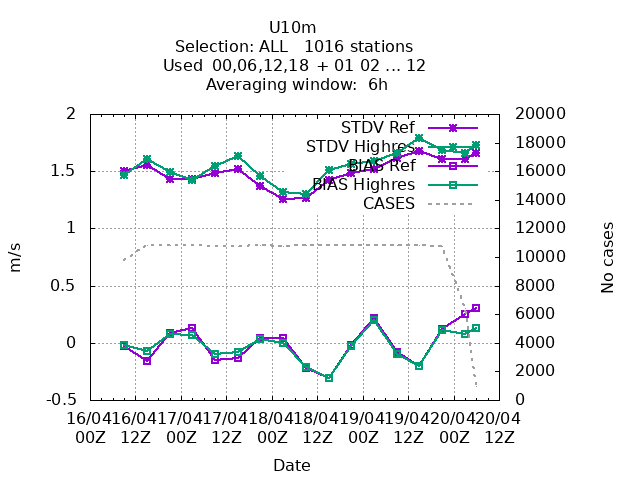 U10m
Selection: ALL   1016 stations
Used  00,06,12,18  + 01 02 ... 12
Averaging window:  6h
STDV Ref
STDV Highres
BIAS Ref
BIAS Highres
CASES
2
1.5
1
0.5
0
-0.5
m/s
20000
18000
16000
14000
12000
10000
8000
6000
4000
2000
0
No cases
16/04 16/04 17/04 17/04 18/04 18/04 19/04 19/04 20/04 20/04
00Z 12Z 00Z 12Z 00Z 12Z 00Z 12Z 00Z 12Z
Date